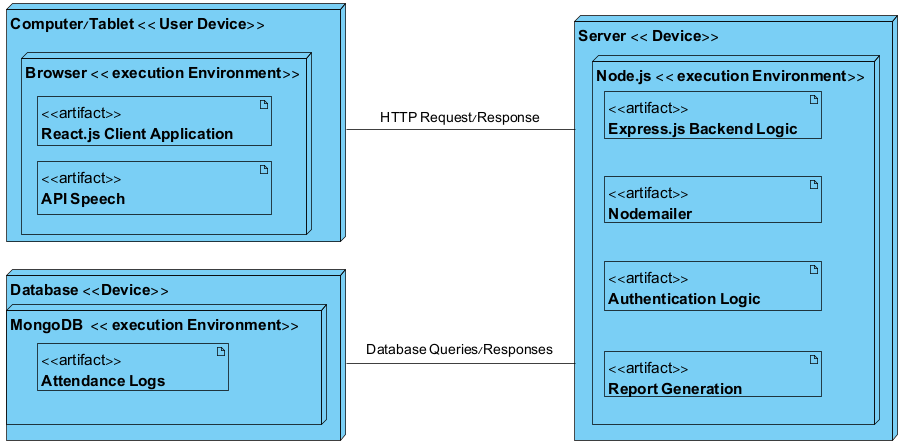 Computer/Tablet << User Device>>
Browser << execution Environment>>
<<artifact>>
React.js Client Application
<<artifact>>
API Speech
HTTP Request/Response
Server << Device>>
Node.js << execution Environment>>
<<artifact>>
Express.js Backend Logic
<<artifact>>
Nodemailer
<<artifact>>
Authentication Logic
<<artifact>>
Report Generation
Database <<Device>>
MongoDB << execution Environment>>
<<artifact>>
Attendance Logs
Database Queries/Responses